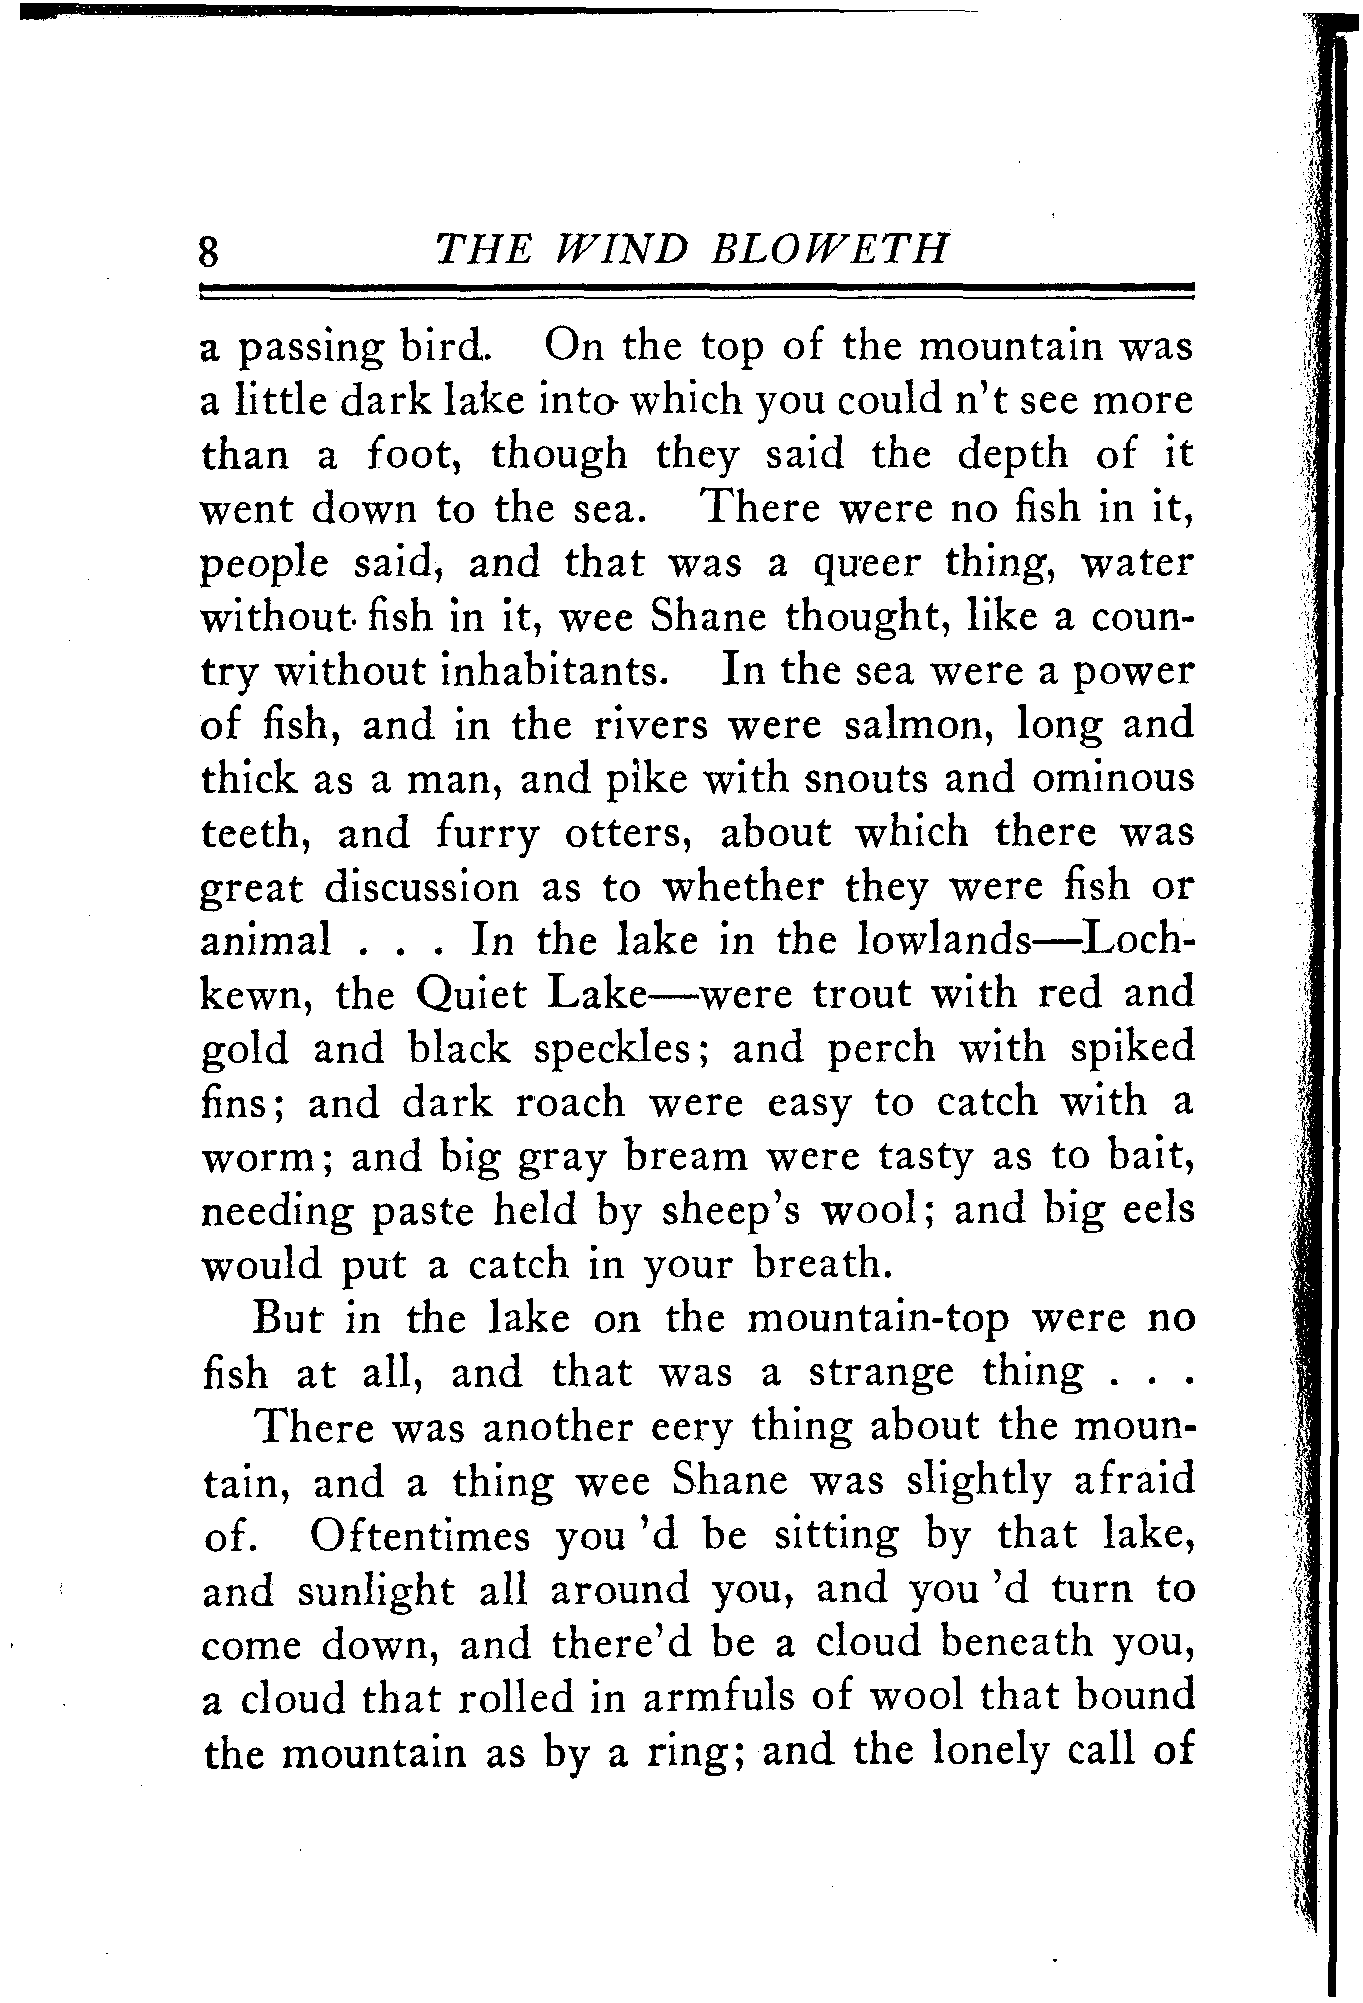 8 THE WIND BLOWETH
a passing bird. On the top of the mountain was
a little dark lake into which you could n't see more
than a foot, though they said the depth of it
went down to the sea. There were no fish in it,
people said, and that was a queer thing, water
without fish in it, wee Shane thought, like a coun-
try without inhabitants. In the sea were a power
of fish, and in the rivers were salmon, long and
thick as a man, and pike with snouts and ominous
teeth, and furry otters, about which there was
great discussion as to whether they were fish or
animal . . . In the lake in the lowlands—Loch-
kewn, the Quiet Lake—were trout with red and
gold and black speckles; and perch with spiked
fins; and dark roach were easy to catch with a
worm; and big gray bream were tasty as to bait,
needing paste held by sheep's wool; and big eels
would put a catch in your breath.
But in the lake on the mountain-top were no
fish at all, and that was a strange thing . . .
There was another eery thing about the moun-
tain, and a thing wee Shane was slightly afraid
of. Oftentimes you 'd be sitting by that lake,
and sunlight all around you, and you 'd turn to
come down, and there'd be a cloud beneath you,
a cloud that rolled in armfuls of wool that bound
the mountain as by a ring; and the lonely call of